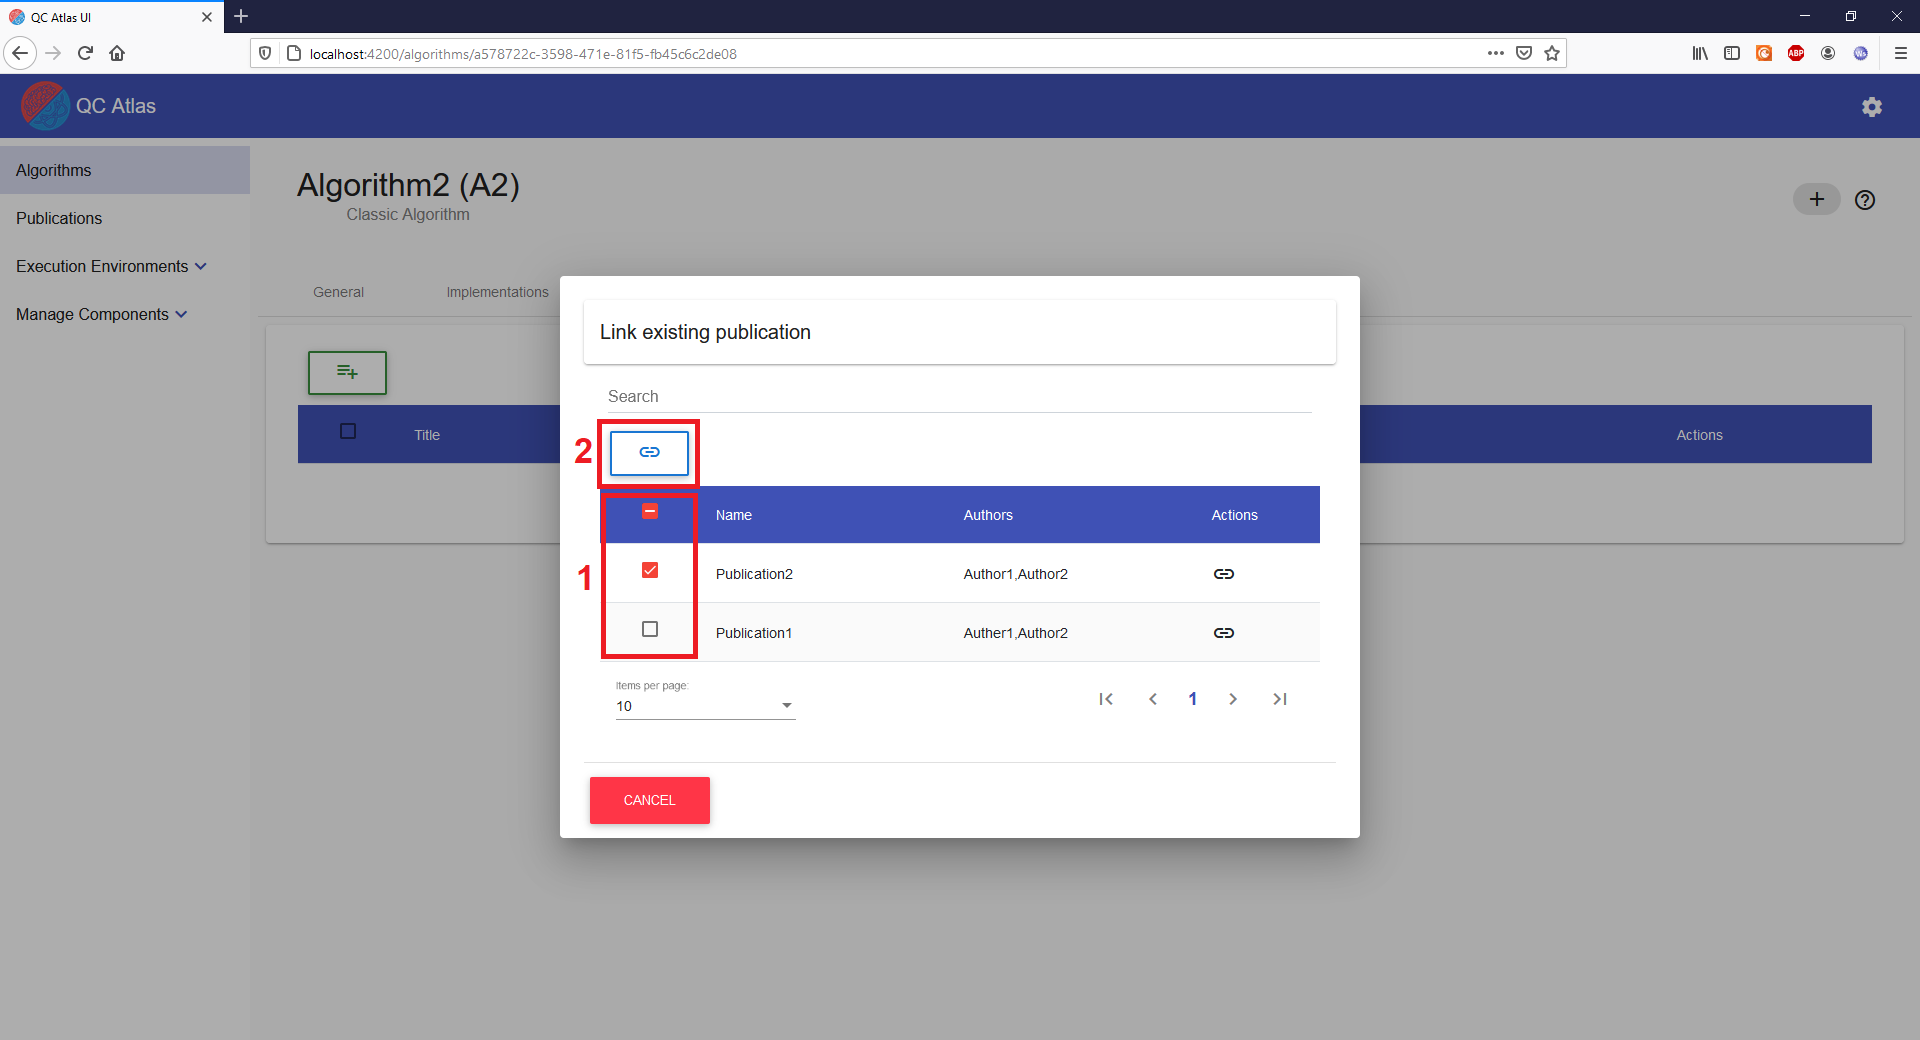 QC Atlas UI
localhost:4200/algorithms/a578722c-3598-471e-81f5-fb45c6c2de08
ABP
QC Atlas
Algorithms
Publications
Execution Environments
Manage Components
Algorithm2 (A2)
Classic Algorithm
General
Implementations
Title
Actions
Link existing publication
Search
2
Name
Authors
Actions
1
Publication2
Author1,Author2
Publication1
Auther1,Author2
Items per page:
10
1
CANCEL